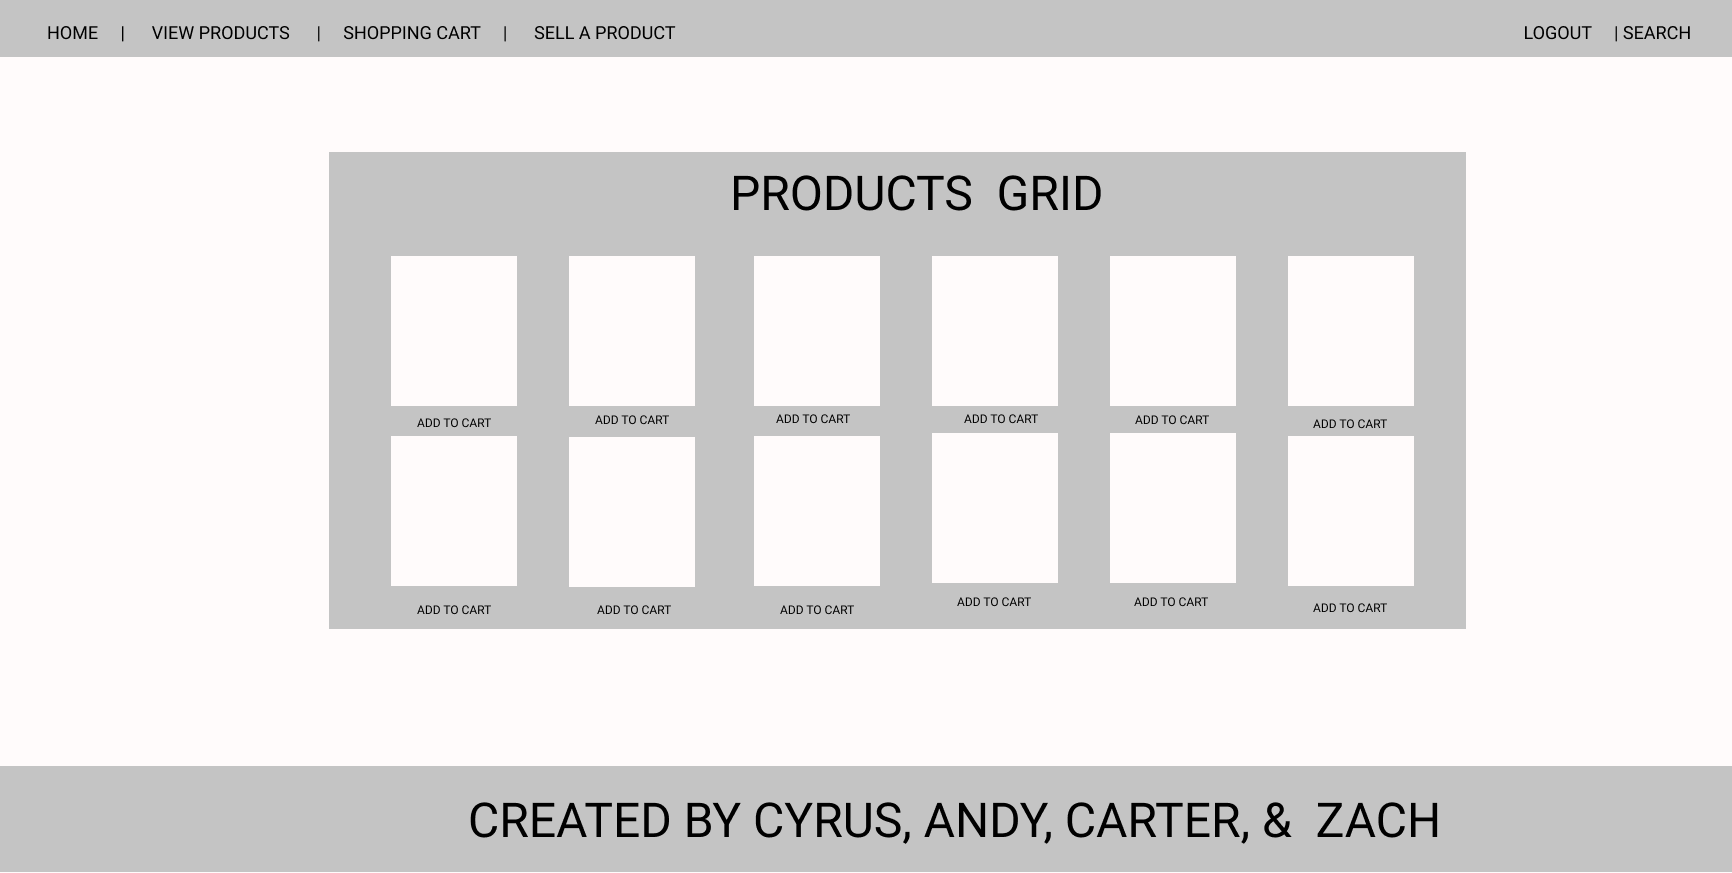 HOME | VIEW PRODUCTS | SHOPPING CART | SELL A PRODUCT LOGOUT | SEARCH
PRODUCTS GRID
ADD TO CART ADD TO CART ADD TO CART ADD TO CART ADD TO CART ADD TO CART
ADD TO CART ADD TO CART ADD TO CART ADD TO CART ADD TO CART ADD TO CART
CREATED BY CYRUS, ANDY, CARTER, & ZACH